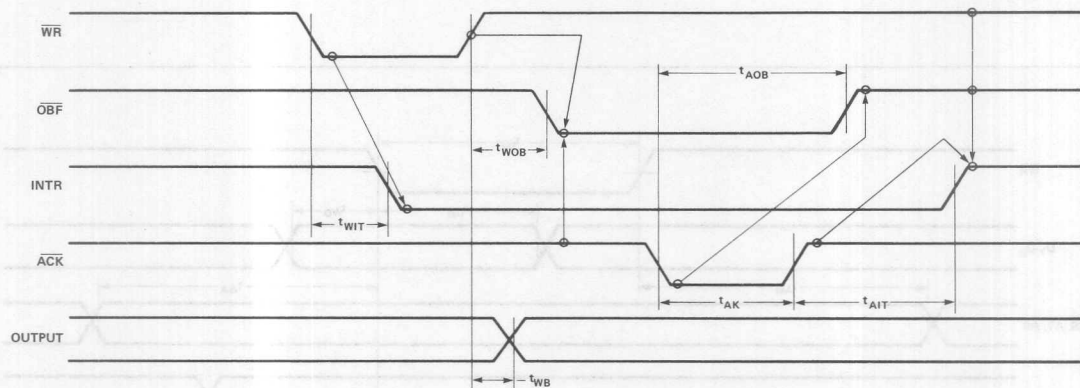 WR
tAOB
OBF
tWOB
INTR
tWIT
ACK
tAK
tAIT
OUTPUT
tWB